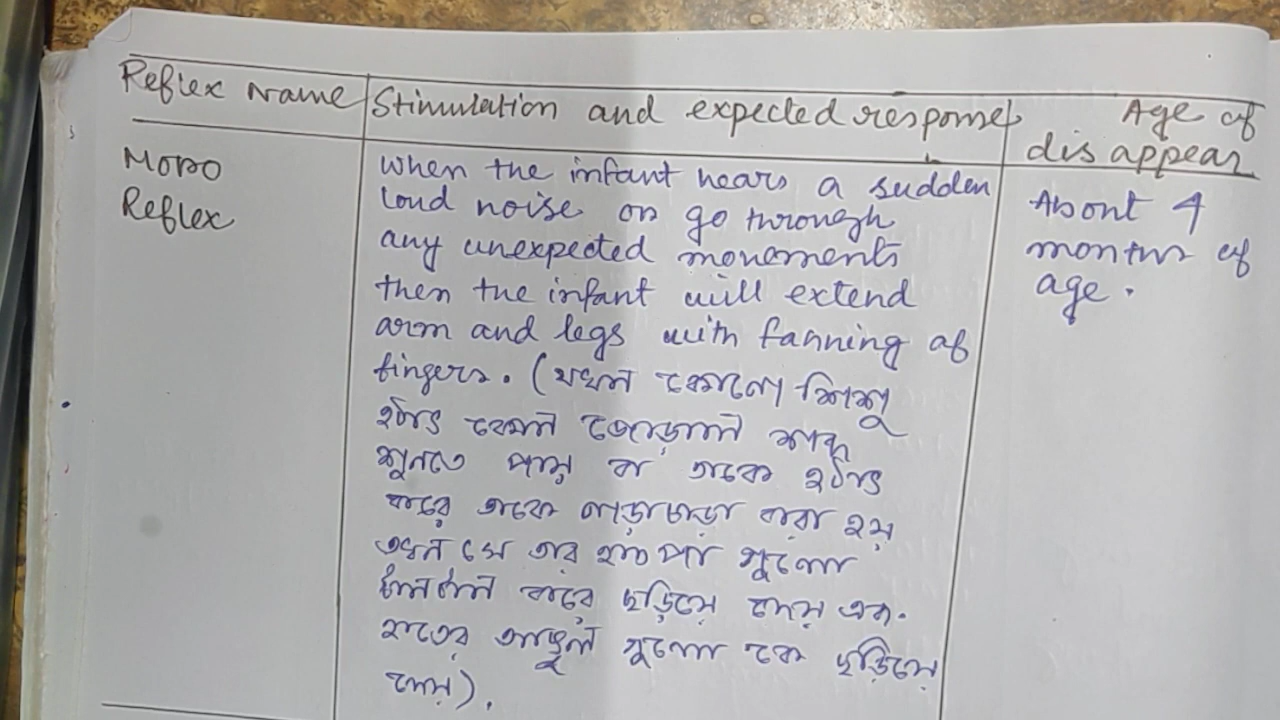 Reflex Name
Stimulation and expected response
Age of
disappear
Moro
Reflex
When the infant hears a sudden
loud noise or go through
any unexpected movements
then the infant will extend
arm and legs with fanning of
fingers. (যখন কোনো শিশু
হঠাৎ কোন জোড়াল শব্দ
শুনতে পায় বা তাকে হঠাৎ
করে তাকে নাড়াচাড়া করা হয়
তখন সে তার হাত পা গুলো
টানটান করে ছড়িয়ে দেয় এবং
হাতের আঙুল গুলো কে ছড়িয়ে
দেয়).
About 4
months of
age.